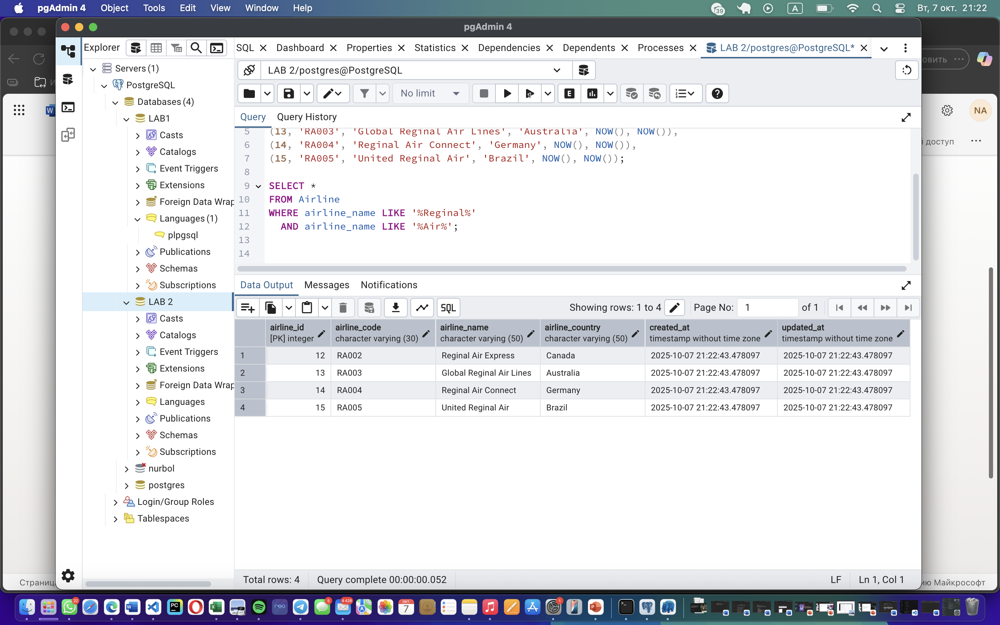 pgAdmin 4 Object Tools Edit View Window Help 39 A Вт, 7 окт. 21:22
pgAdmin 4
Explorer
SQL Dashboard Properties Statistics Dependencies Dependents Processes LAB 2/postgres@PostgreSQL*
LAB 2/postgres@PostgreSQL
No limit
Query Query History
5 (13, 'RA003', 'Global Reginal Air Lines', 'Australia', NOW(), NOW()),
6 (14, 'RA004', 'Reginal Air Connect', 'Germany', NOW(), NOW()),
7 (15, 'RA005', 'United Reginal Air', 'Brazil', NOW(), NOW());
8
9 SELECT *
10 FROM Airline
11 WHERE airline_name LIKE '%Reginal%'
12 AND airline_name LIKE '%Air%';
13
14
Servers (1)
PostgreSQL
Databases (4)
LAB1
Casts
Catalogs
Event Triggers
Extensions
Foreign Data Wrap
Languages (1)
plpgsql
Publications
Schemas
Subscriptions
LAB 2
Casts
Catalogs
Event Triggers
Extensions
Foreign Data Wrap
Languages
Publications
Schemas
Subscriptions
nurbol
postgres
Login/Group Roles
Tablespaces
Data Output Messages Notifications
SQL Showing rows: 1 to 4 Page No: 1 of 1
airline_id airline_code airline_name airline_country created_at updated_at
[PK] integer character varying (30) character varying (50) character varying (50) timestamp without time zone timestamp without time zone
1 12 RA002 Reginal Air Express Canada 2025-10-07 21:22:43.478097 2025-10-07 21:22:43.478097
2 13 RA003 Global Reginal Air Lines Australia 2025-10-07 21:22:43.478097 2025-10-07 21:22:43.478097
3 14 RA004 Reginal Air Connect Germany 2025-10-07 21:22:43.478097 2025-10-07 21:22:43.478097
4 15 RA005 United Reginal Air Brazil 2025-10-07 21:22:43.478097 2025-10-07 21:22:43.478097
Total rows: 4 Query complete 00:00:00.052 LF Ln 1, Col 1
NA
доступ
Майкрософт
22 PC neo 5 4 428 ОКТ. 7 1